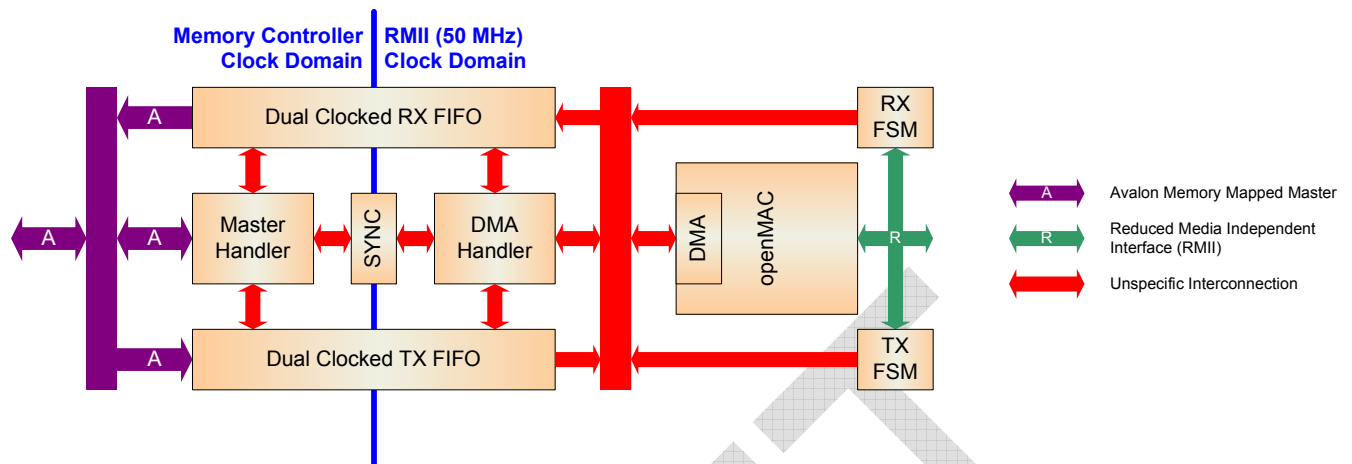 Memory Controller
Clock Domain
RMII (50 MHz)
Clock Domain
Dual Clocked RX FIFO
RX
FSM
A
A
A
A
Master
Handler
SYNC
DMA
Handler
DMA
openMAC
R
Dual Clocked TX FIFO
TX
FSM
A
Avalon Memory Mapped Master
R
Reduced Media Independent
Interface (RMII)
Unspecific Interconnection